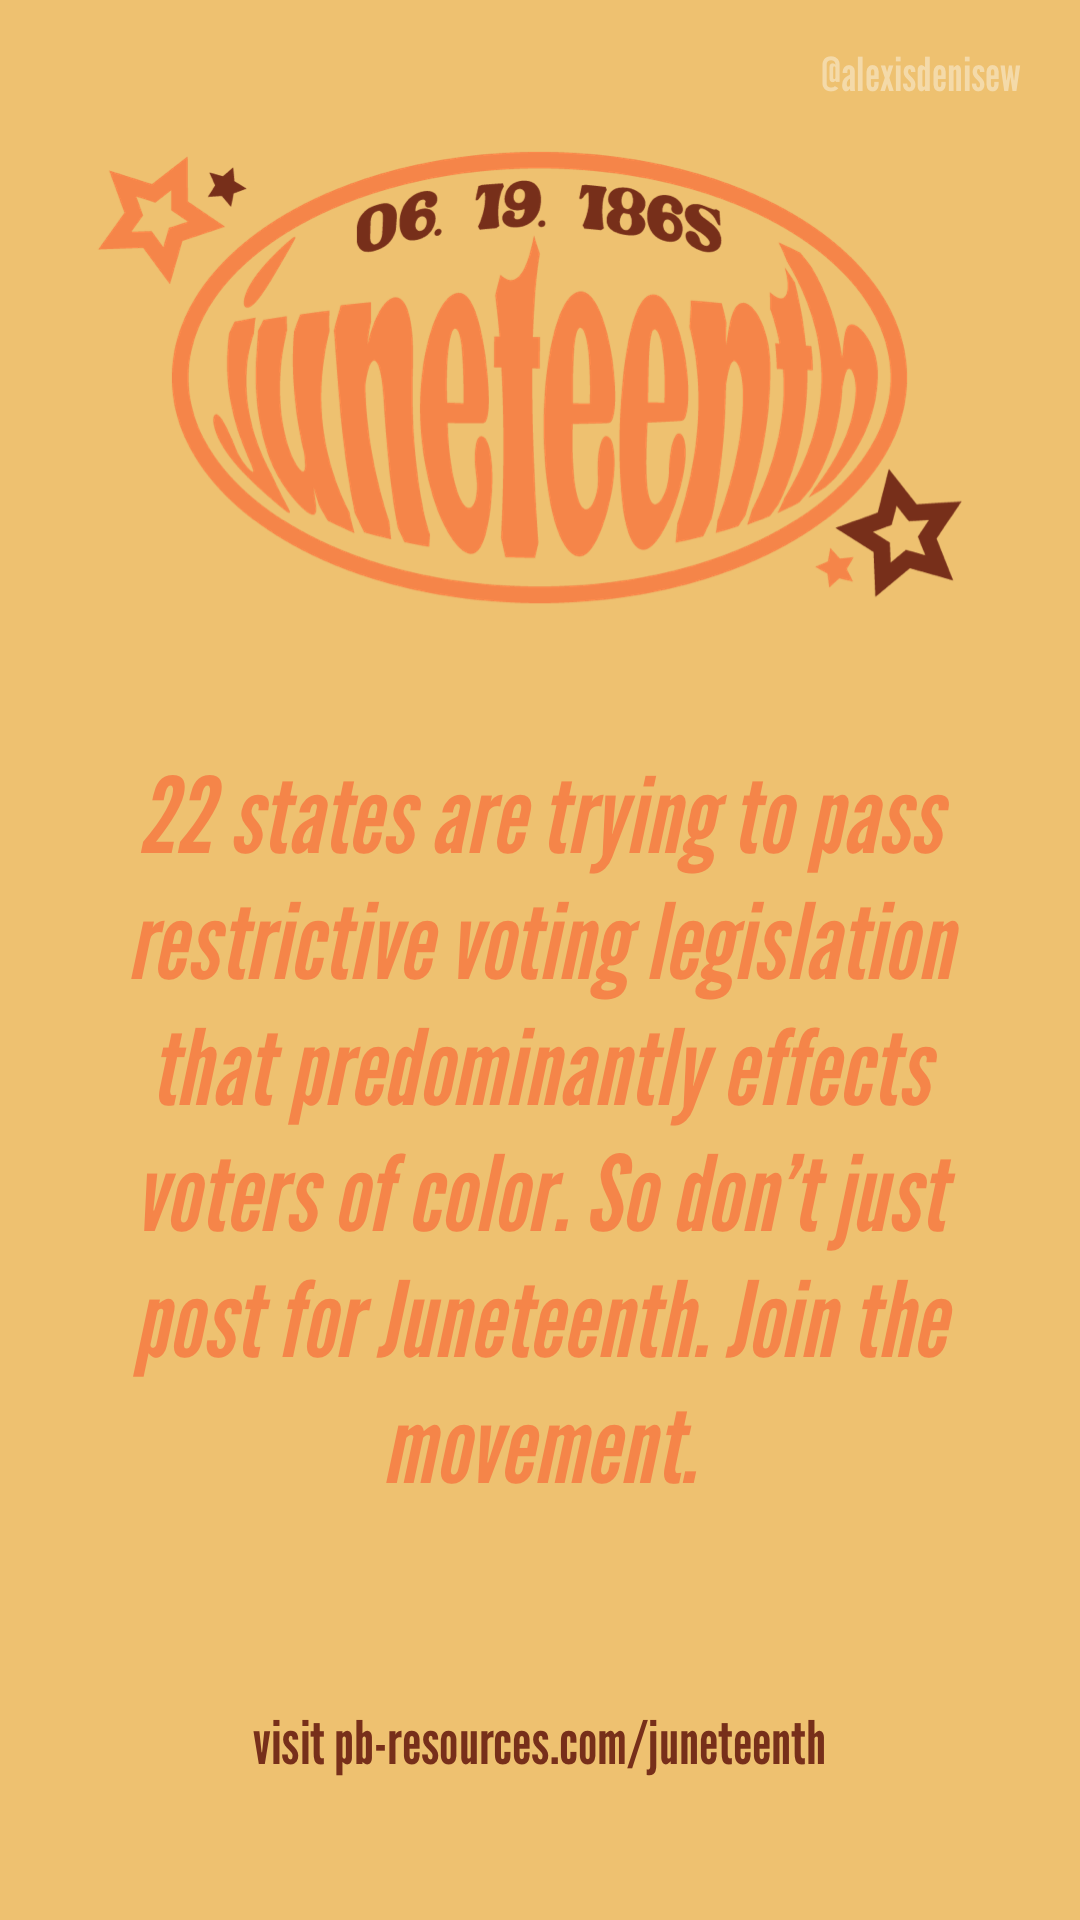 @alexisdenisew
06. 19. 1865
juneteenth
22 states are trying to pass
restrictive voting legislation
that predominantly effects
voters of color. So don’t just
post for Juneteenth. Join the
movement.
visit pb-resources.com/juneteenth